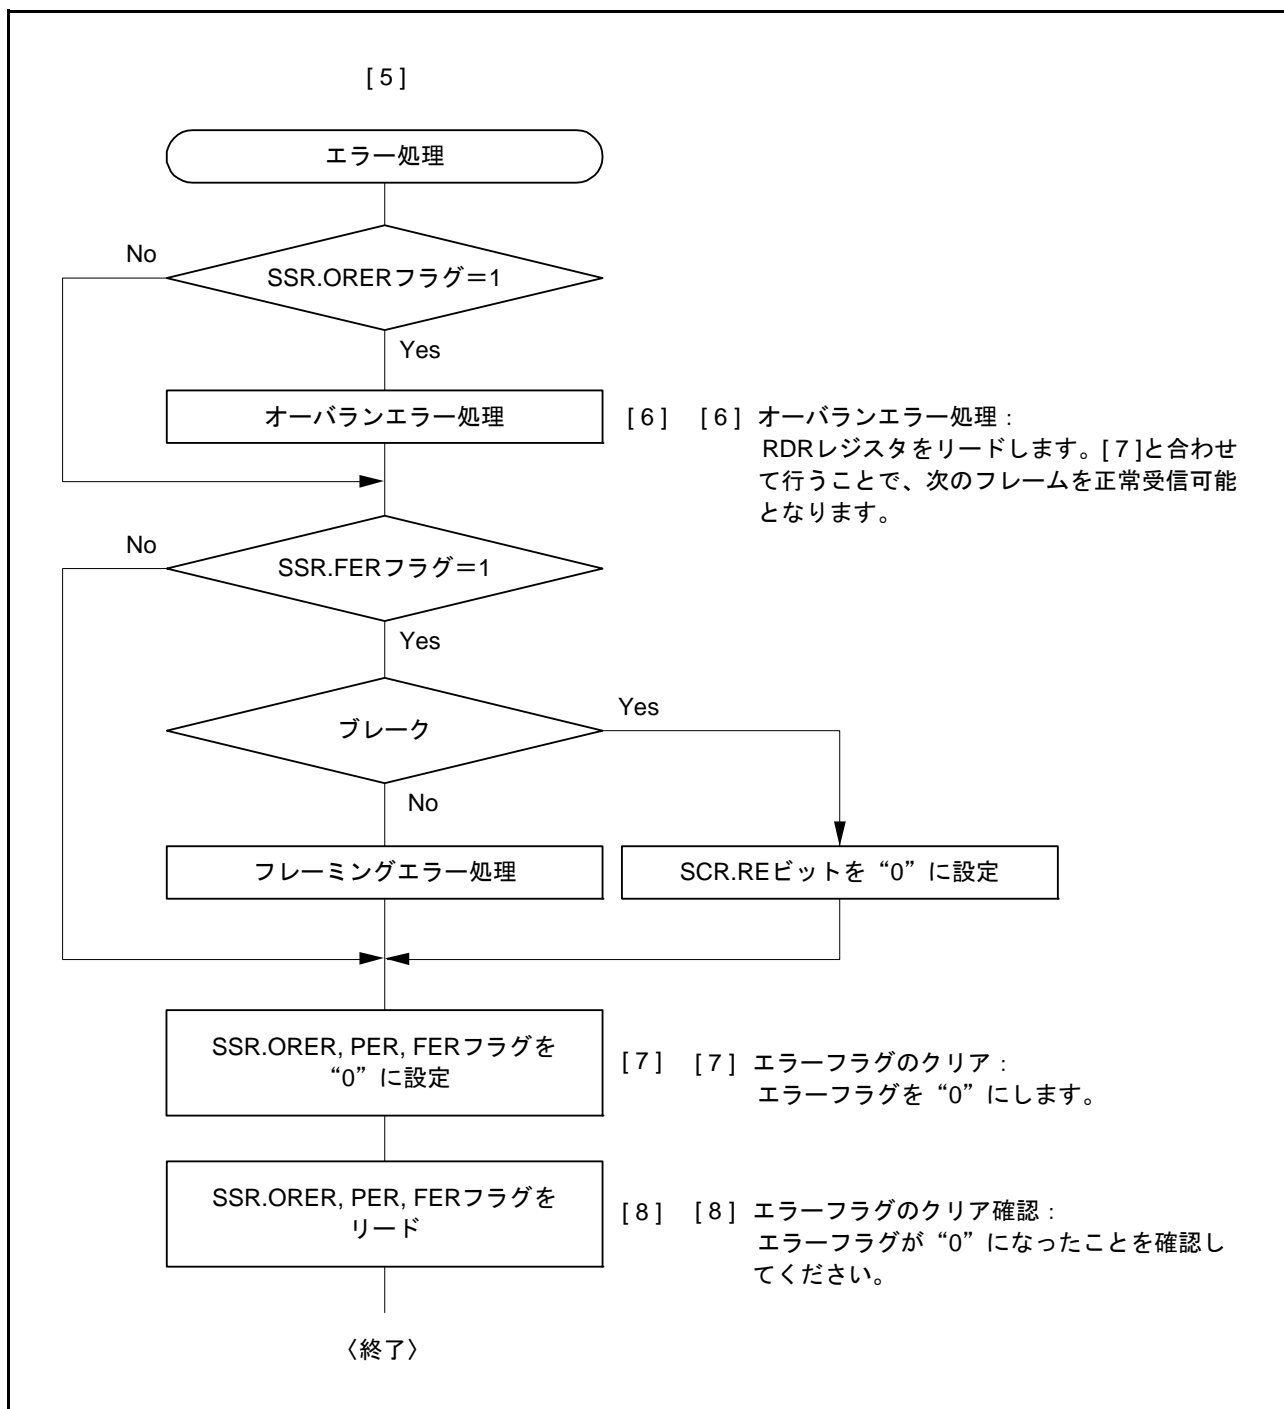 [5]
エラー処理
No
SSR.ORERフラグ＝1
Yes
オーバランエラー処理
[6]
[6] オーバランエラー処理：
RDRレジスタをリードします。[7]と合わせ
て行うことで、次のフレームを正常受信可能
となります。
No
SSR.FERフラグ＝1
Yes
ブレーク
Yes
No
フレーミングエラー処理
SCR.REビットを“0”に設定
SSR.ORER, PER, FERフラグを
“0”に設定
[7]
[7] エラーフラグのクリア：
エラーフラグを“0”にします。
SSR.ORER, PER, FERフラグを
リード
[8]
[8] エラーフラグのクリア確認：
エラーフラグが“0”になったことを確認し
てください。
〈終了〉